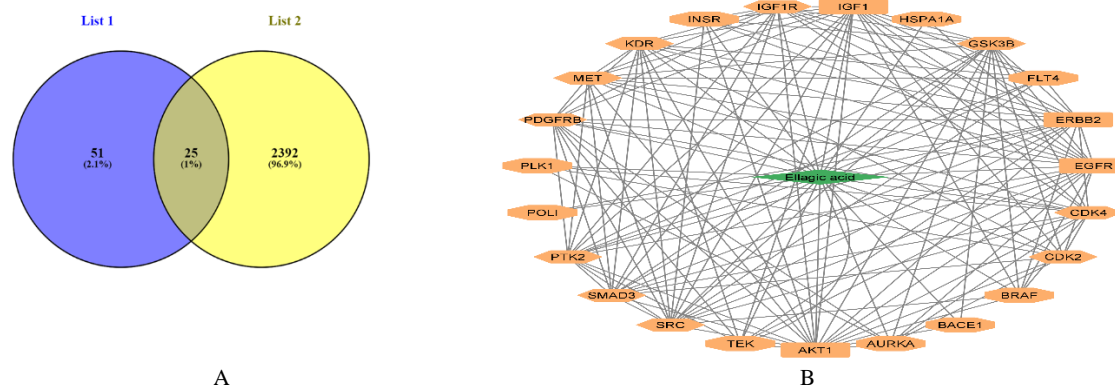 List 1
List 2
51
(2.1%)
25
(1%)
2392
(96.9%)
A
IGF1R
IGF1
INSR
HSPA1A
KDR
GSK3B
MET
FLT4
PDGFRB
ERBB2
PLK1
EGFR
Ellagic acid
POLI
CDK4
PTK2
CDK2
SMAD3
BRAF
SRC
BACE1
TEK
AKT1
AURKA
B